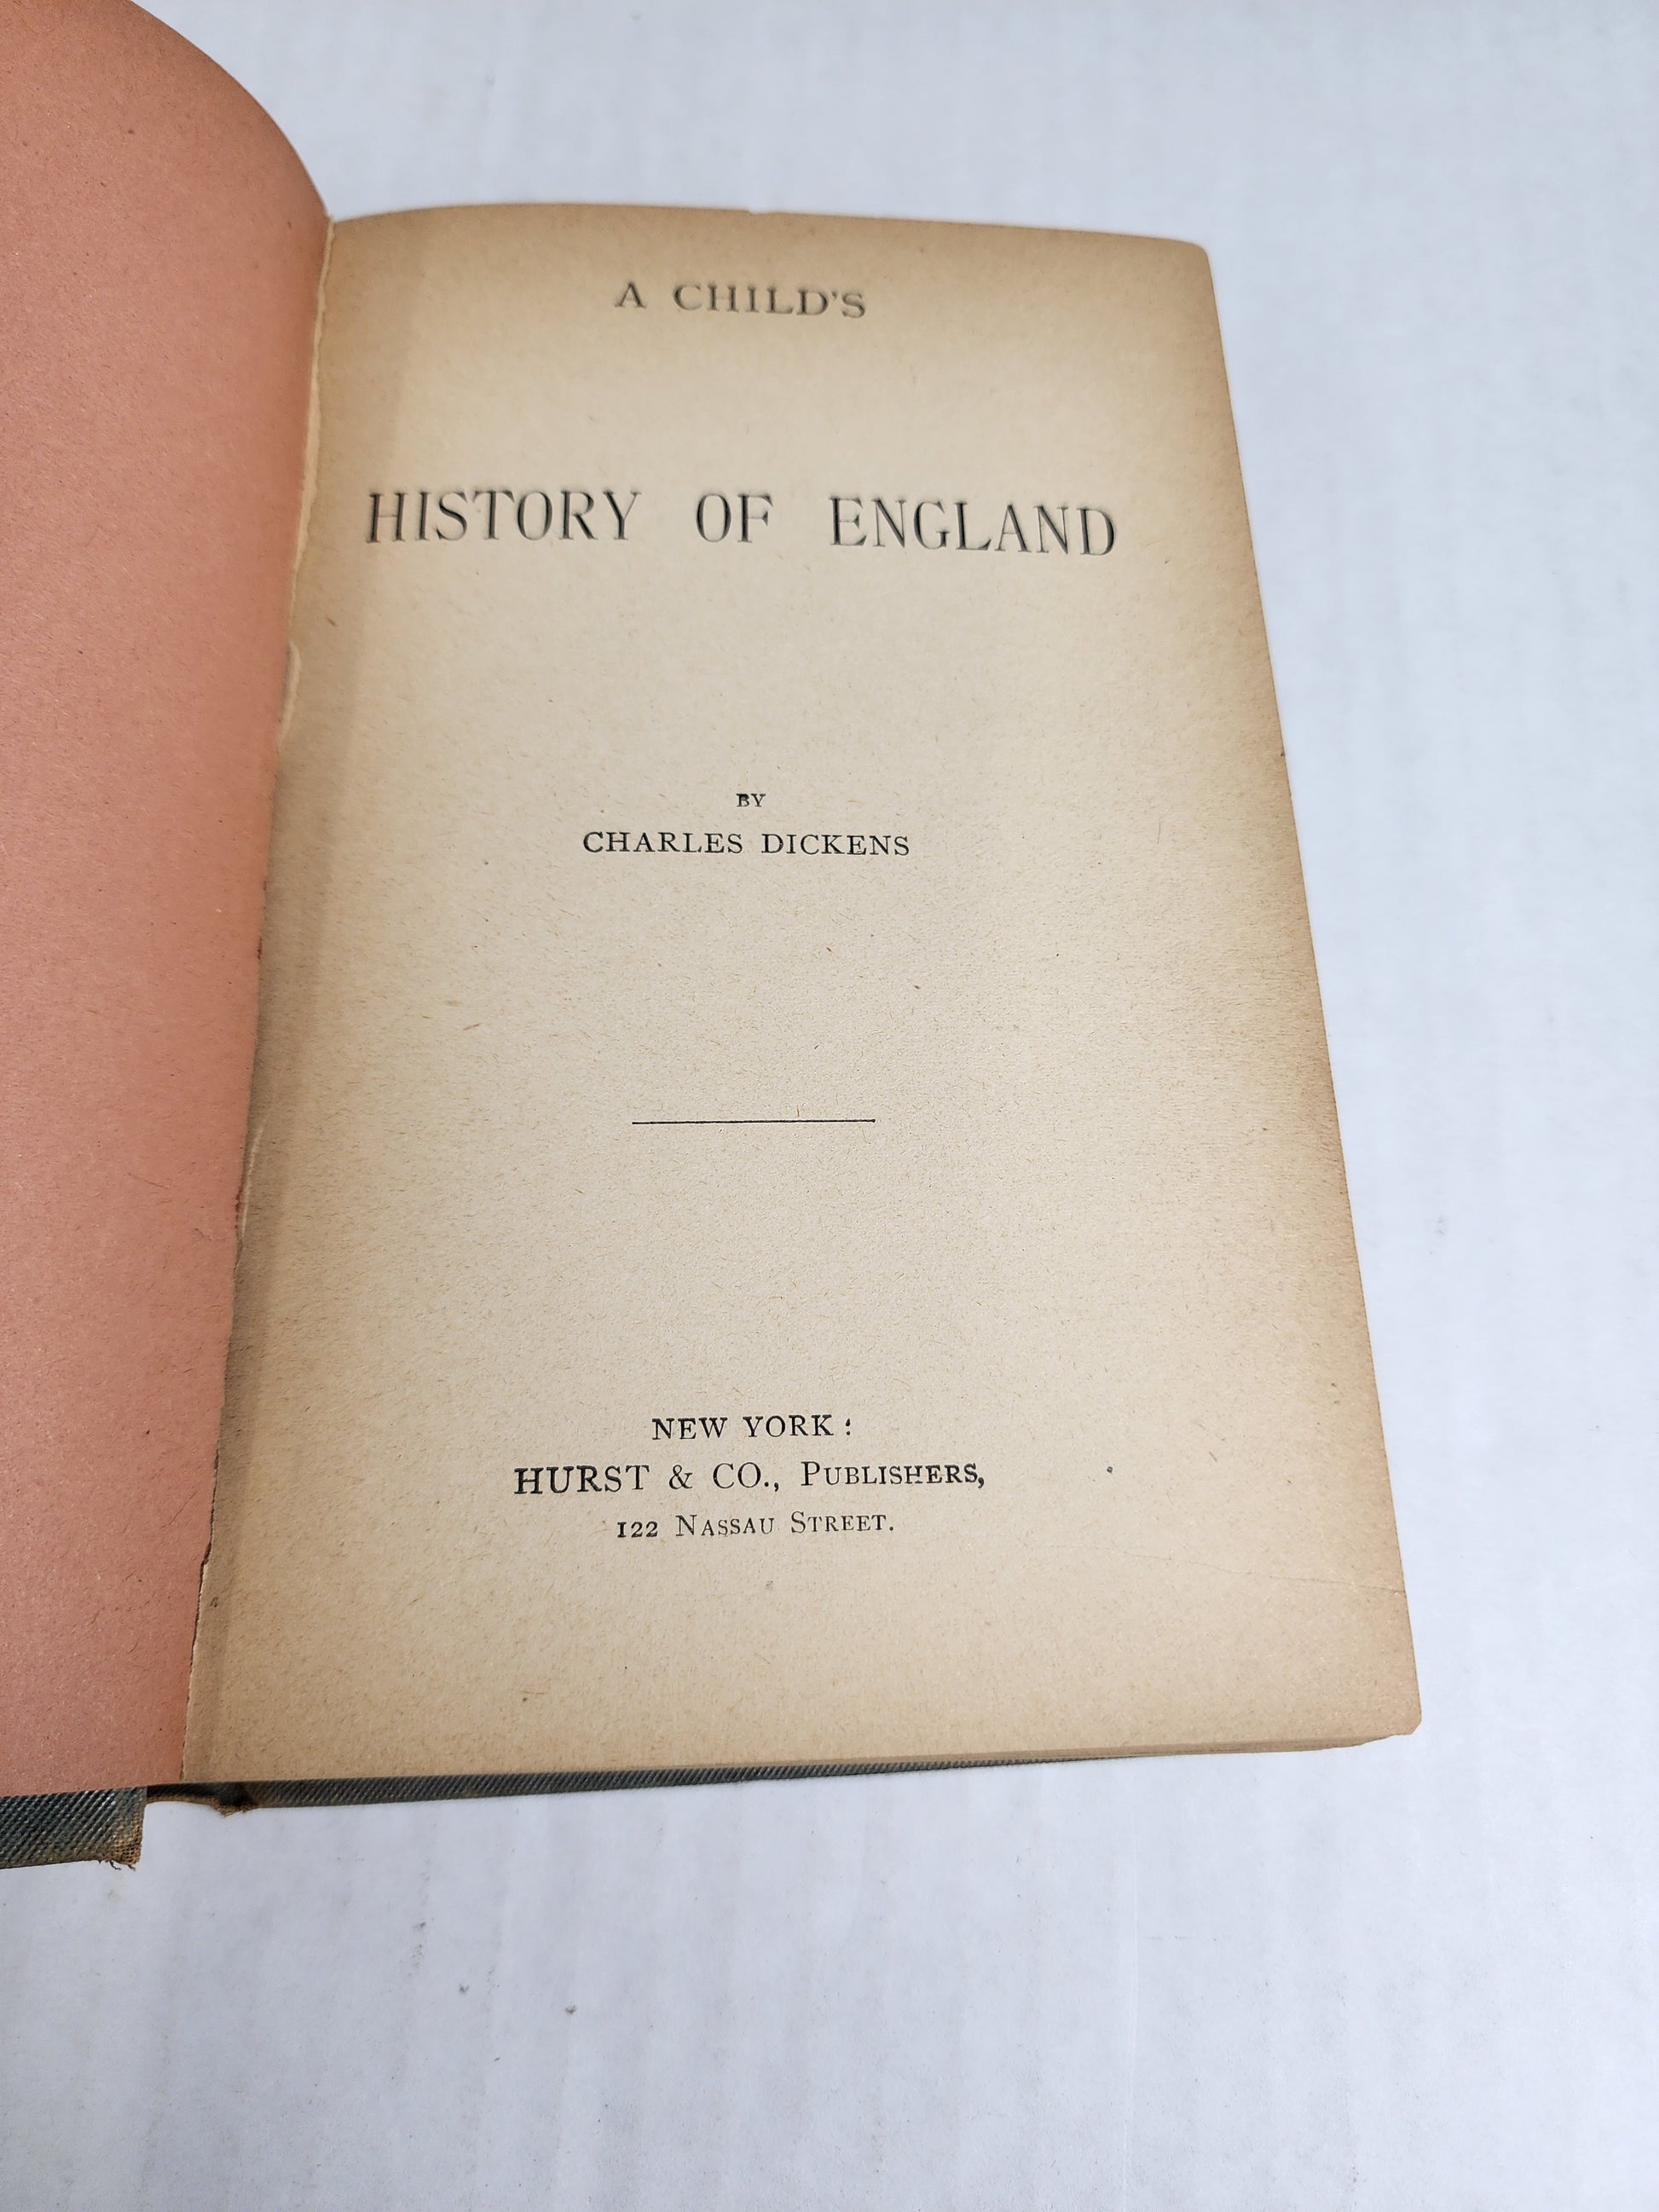 A CHILD'S
HISTORY OF ENGLAND
BY
CHARLES DICKENS
NEW YORK:
HURST & CO., PUBLISHERS,
122 NASSAU STREET.